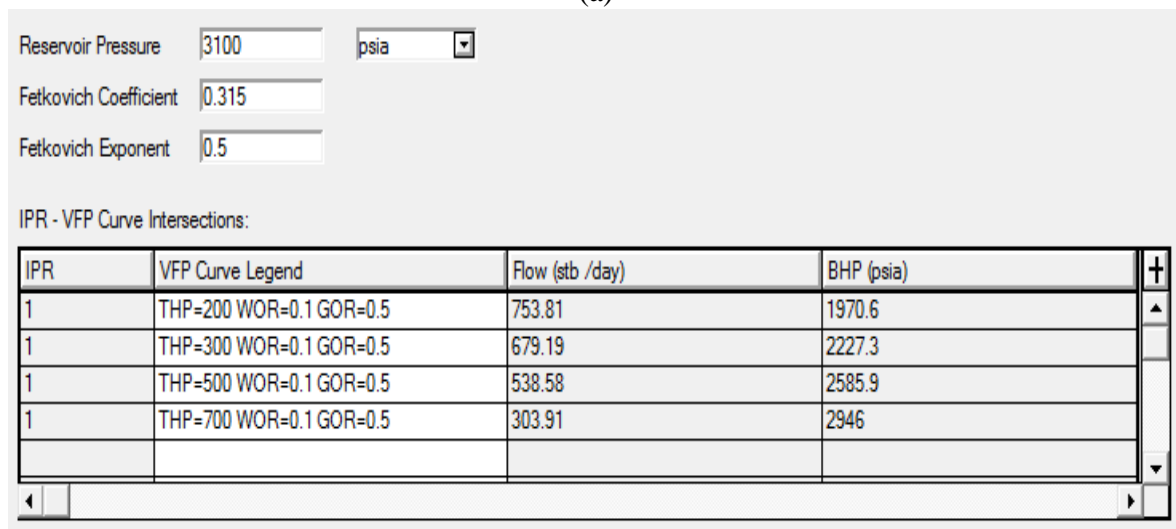 (a)
Reservoir Pressure 3100 psia
Fetkovich Coefficient 0.315
Fetkovich Exponent 0.5
IPR - VFP Curve Intersections:
IPR VFP Curve Legend Flow (stb /day) BHP (psia)
1 THP=200 WOR=0.1 GOR=0.5 753.81 1970.6
1 THP=300 WOR=0.1 GOR=0.5 679.19 2227.3
1 THP=500 WOR=0.1 GOR=0.5 538.58 2585.9
1 THP=700 WOR=0.1 GOR=0.5 303.91 2946